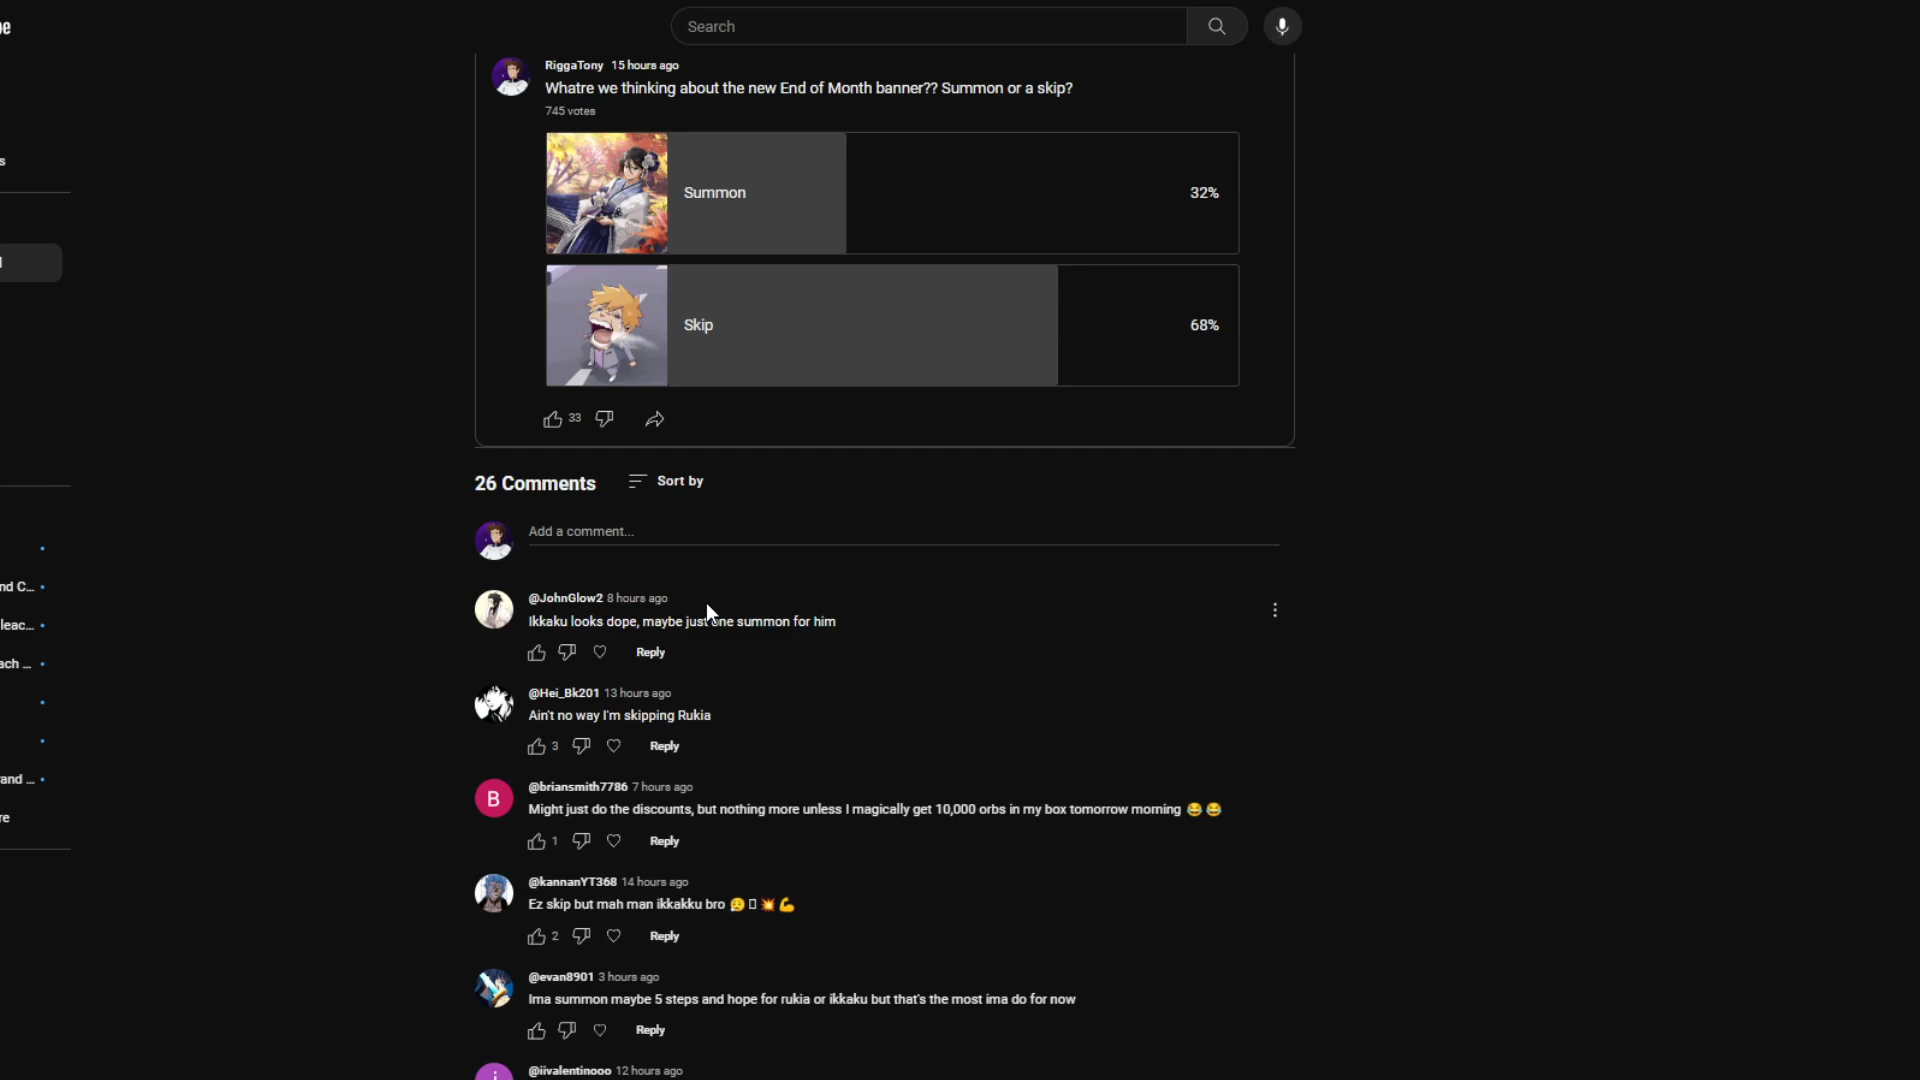 Search
RiggaTony 15 hours ago
Whatre we thinking about the new End of Month banner?? Summon or a skip?
745 votes
Summon
32%
Skip
68%
33
26 Comments
Sort by
Add a comment...
@JohnGlow2 8 hours ago
Ikkaku looks dope, maybe just one summon for him
Reply
@Hei_Bk201 13 hours ago
Ain't no way I'm skipping Rukia
3
Reply
B
@briansmith7786 7 hours ago
Might just do the discounts, but nothing more unless I magically get 10,000 orbs in my box tomorrow morning 😂😂
1
Reply
@kannanYT368 14 hours ago
Ez skip but mah man ikkakku bro 😥▯💥💪
2
Reply
@evan8901 3 hours ago
Ima summon maybe 5 steps and hope for rukia or ikkaku but that's the most ima do for now
Reply
@iivalentinooo 12 hours ago
nd C...
leac...
ach ...
and ...
re